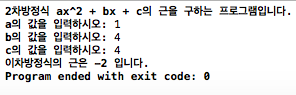 2차방정식 ax^2 + bx + c의 근을 구하는 프로그램입니다.
a의 값을 입력하시오: 1
b의 값을 입력하시오: 4
c의 값을 입력하시오: 4
이차방정식의 근은 -2 입니다.
Program ended with exit code: 0